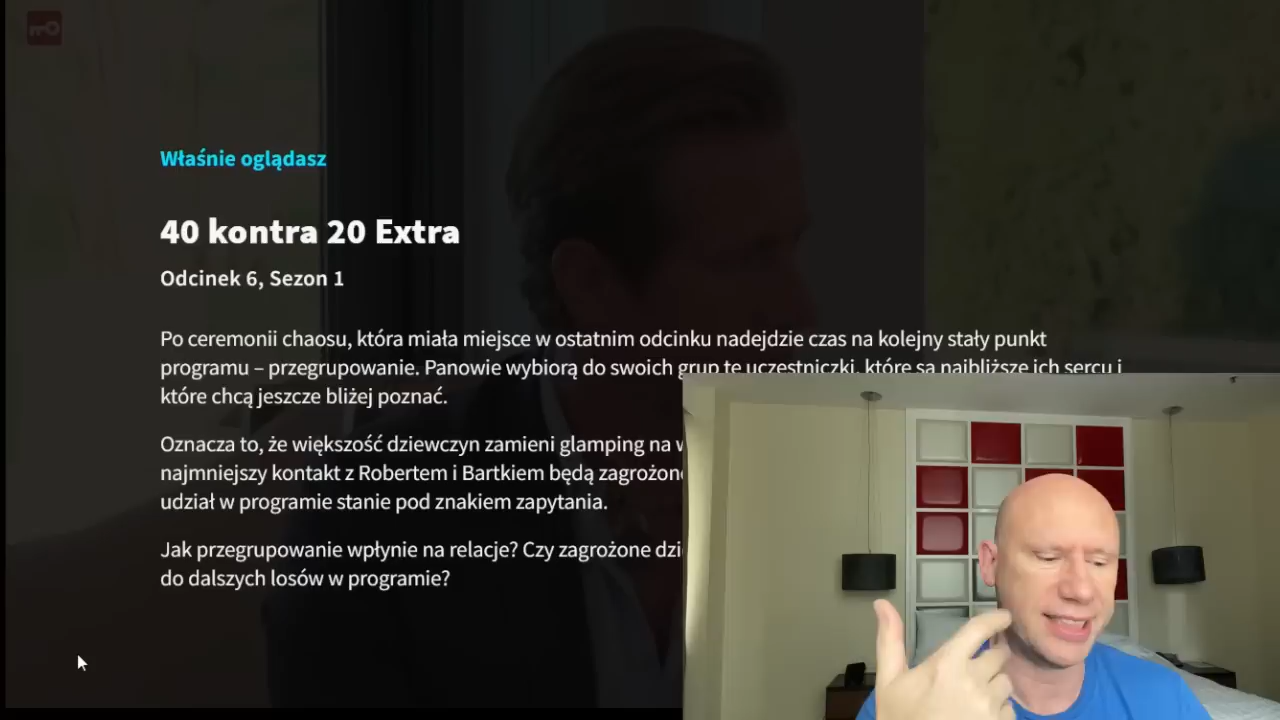 Właśnie oglądasz
40 kontra 20 Extra
Odcinek 6, Sezon 1
Po ceremonii chaosu, która miała miejsce w ostatnim odcinku nadejdzie czas na kolejny stały punkt
programu – przegrupowanie. Panowie wybiorą do swoich grup te uczestniczki, które są najbliższe ich sercu i
które chcą jeszcze bliżej poznać.
Oznacza to, że większość dziewczyn zamieni glamping na
najmniejszy kontakt z Robertem i Bartkiem będą
udział w programie stanie pod znakiem zapytania.
Jak przegrupowanie wpłynie na relacje? Czy zagrożone
do dalszych losów w programie?